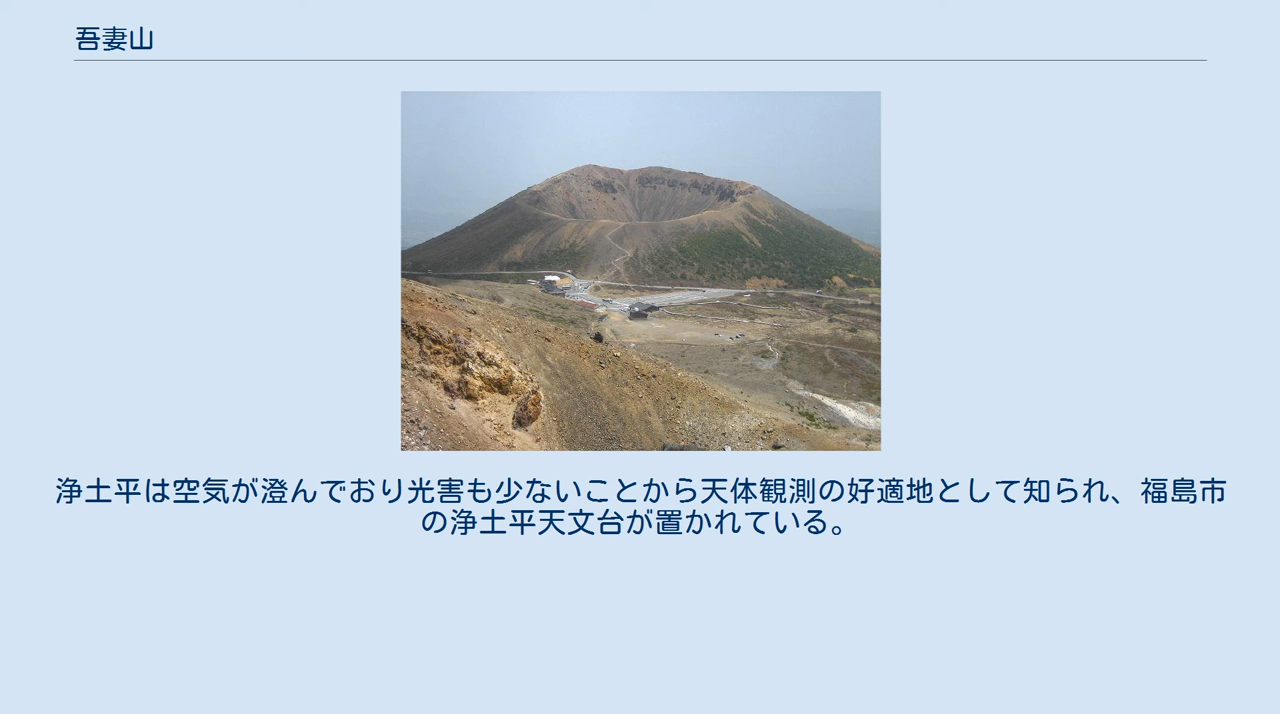 吾妻山
浄土平は空気が澄んでおり光害も少ないことから天体観測の好適地として知られ、福島市
の浄土平天文台が置かれている。